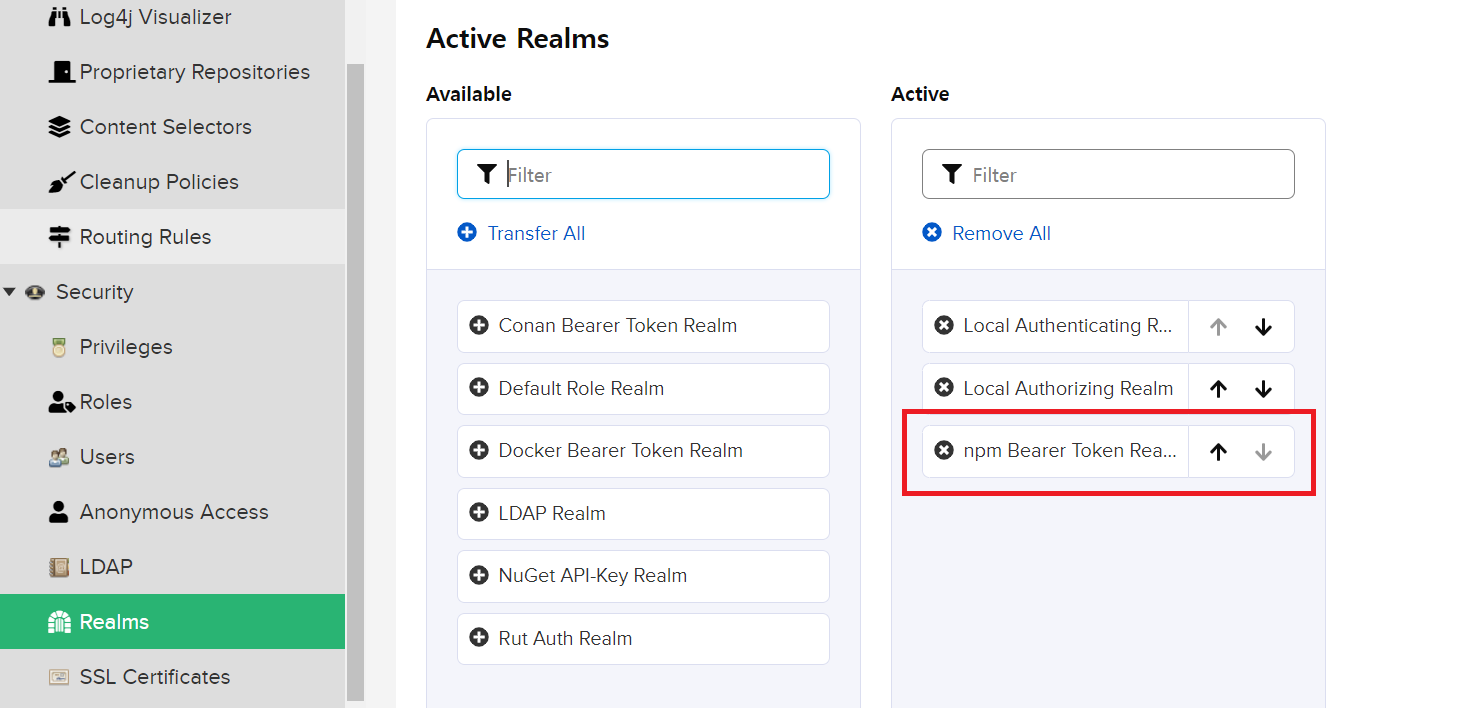 Log4j Visualizer
Proprietary Repositories
Content Selectors
Cleanup Policies
Routing Rules
Security
Privileges
Roles
Users
Anonymous Access
LDAP
Realms
SSL Certificates
Active Realms
Available
Filter
Transfer All
Conan Bearer Token Realm
Default Role Realm
Docker Bearer Token Realm
LDAP Realm
NuGet API-Key Realm
Rut Auth Realm
Active
Filter
Remove All
Local Authenticating R...
Local Authorizing Realm
npm Bearer Token Rea...